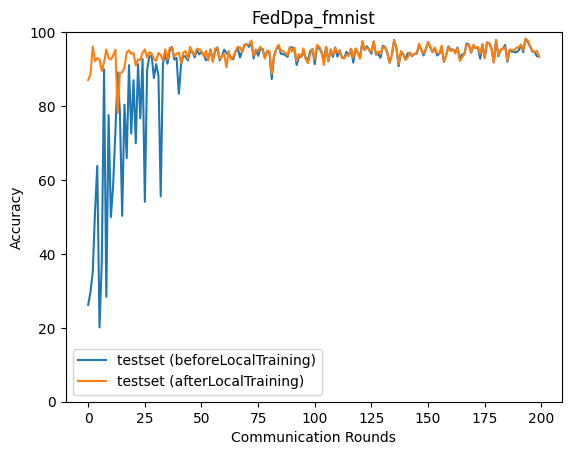 FedDpa_fmnist
100
80
60
40
20
0
Accuracy
testset (beforeLocalTraining)
testset (afterLocalTraining)
0 25 50 75 100 125 150 175 200
Communication Rounds